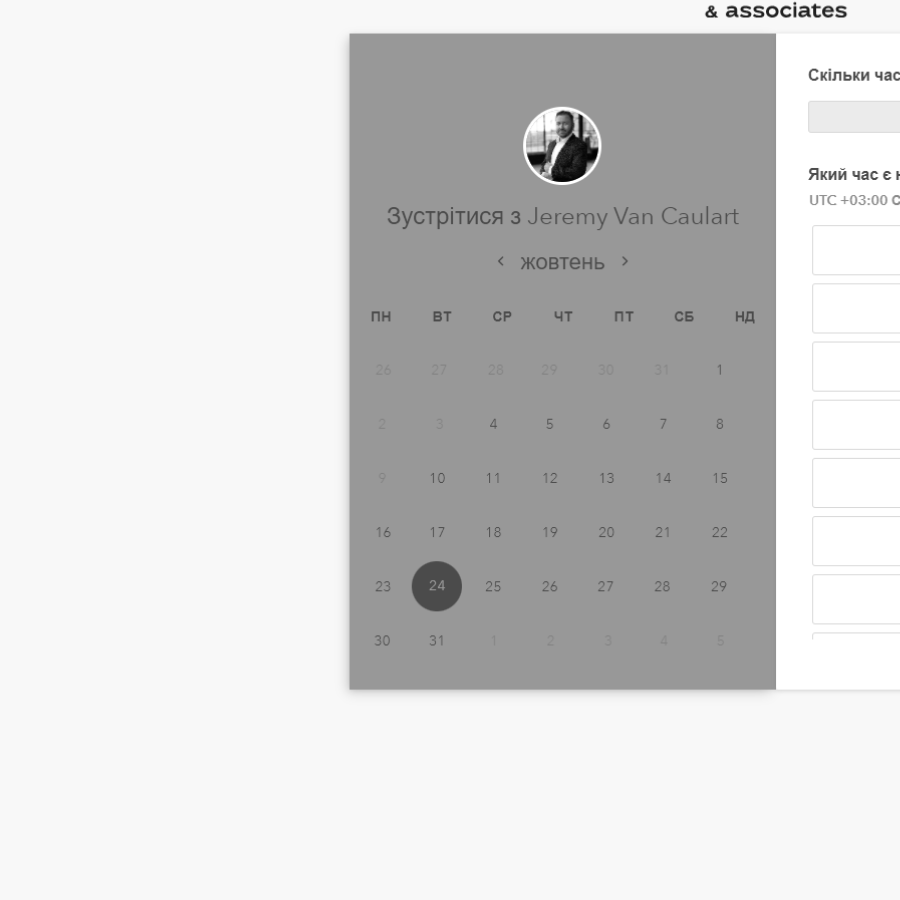 & associates
Зустрітися з Jeremy Van Caulart
жовтень
ПН ВТ СР ЧТ ПТ СБ НД
26 27 28 29 30 31 1
2 3 4 5 6 7 8
9 10 11 12 13 14 15
16 17 18 19 20 21 22
23 24 25 26 27 28 29
30 31 1 2 3 4 5
Скільки час
Який час є н
UTC +03:00 C